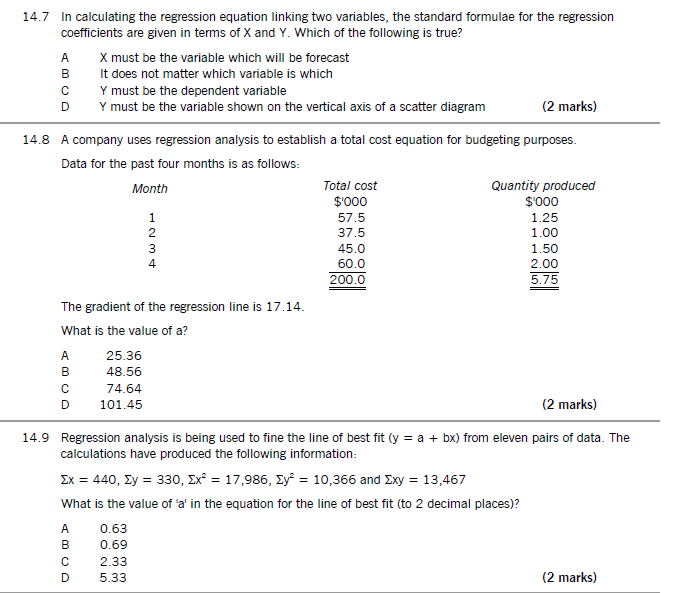 14.7 In calculating the regression equation linking two variables, the standard formulae for the regression
coefficients are given in terms of X and Y. Which of the following is true?
A X must be the variable which will be forecast
B It does not matter which variable is which
C Y must be the dependent variable
D Y must be the variable shown on the vertical axis of a scatter diagram (2 marks)
14.8 A company uses regression analysis to establish a total cost equation for budgeting purposes.
Data for the past four months is as follows:
Month Total cost Quantity produced
$'000 $'000
1 57.5 1.25
2 37.5 1.00
3 45.0 1.50
4 60.0 2.00
200.0 5.75
The gradient of the regression line is 17.14.
What is the value of a?
A 25.36
B 48.56
C 74.64
D 101.45 (2 marks)
14.9 Regression analysis is being used to fine the line of best fit (y = a + bx) from eleven pairs of data. The
calculations have produced the following information:
Σx = 440, Σy = 330, Σx² = 17,986, Σy² = 10,366 and Σxy = 13,467
What is the value of 'a' in the equation for the line of best fit (to 2 decimal places)?
A 0.63
B 0.69
C 2.33
D 5.33 (2 marks)